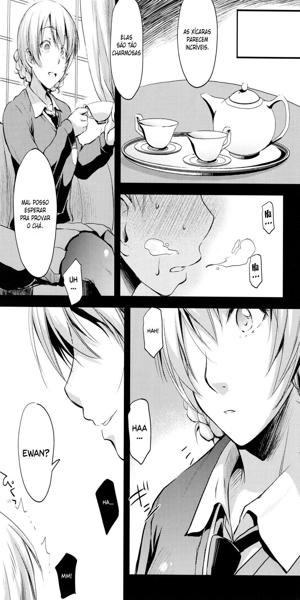 AS XÍCARAS
PARECEM
INCRÍVEIS.
ELAS
SÃO TÃO
CHARMOSAS
MAL POSSO
ESPERAR
PRA PROVAR
O CHÁ.
HA
...
HA
...
UH
...
HAH!
HAA
...
EWAN?
HA...
MIM!